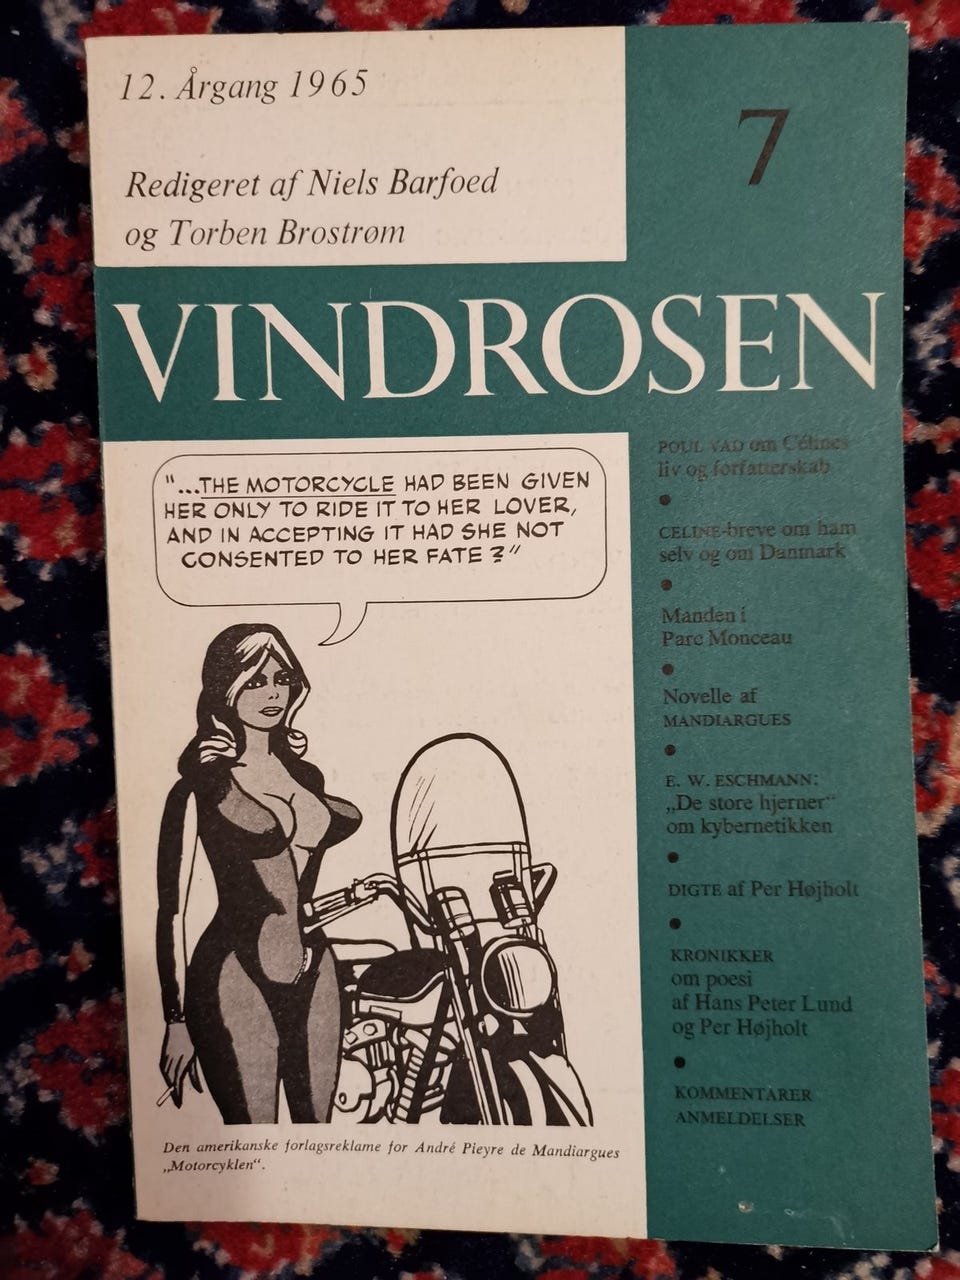 12. Årgang 1965
7
Redigeret af Niels Barfoed
og Torben Brostrøm
VINDROSEN
"...THE MOTORCYCLE HAD BEEN GIVEN
HER ONLY TO RIDE IT TO HER LOVER,
AND IN ACCEPTING IT HAD SHE NOT
CONSENTED TO HER FATE ?"
Den amerikanske forlagsreklame for André Pieyre de Mandiargues
„Motorcyklen“.
POUL VAD om Célines
liv og forfatterskab
CELINE-breve om ham
selv og om Danmark
Manden i
Parc Monceau
Novelle af
MANDIARGUES
E. W. ESCHMANN:
„De store hjerner“
om kybernetikken
DIGTE af Per Højholt
KRONIKKER
om poesi
af Hans Peter Lund
og Per Højholt
KOMMENTARER
ANMELDELSER